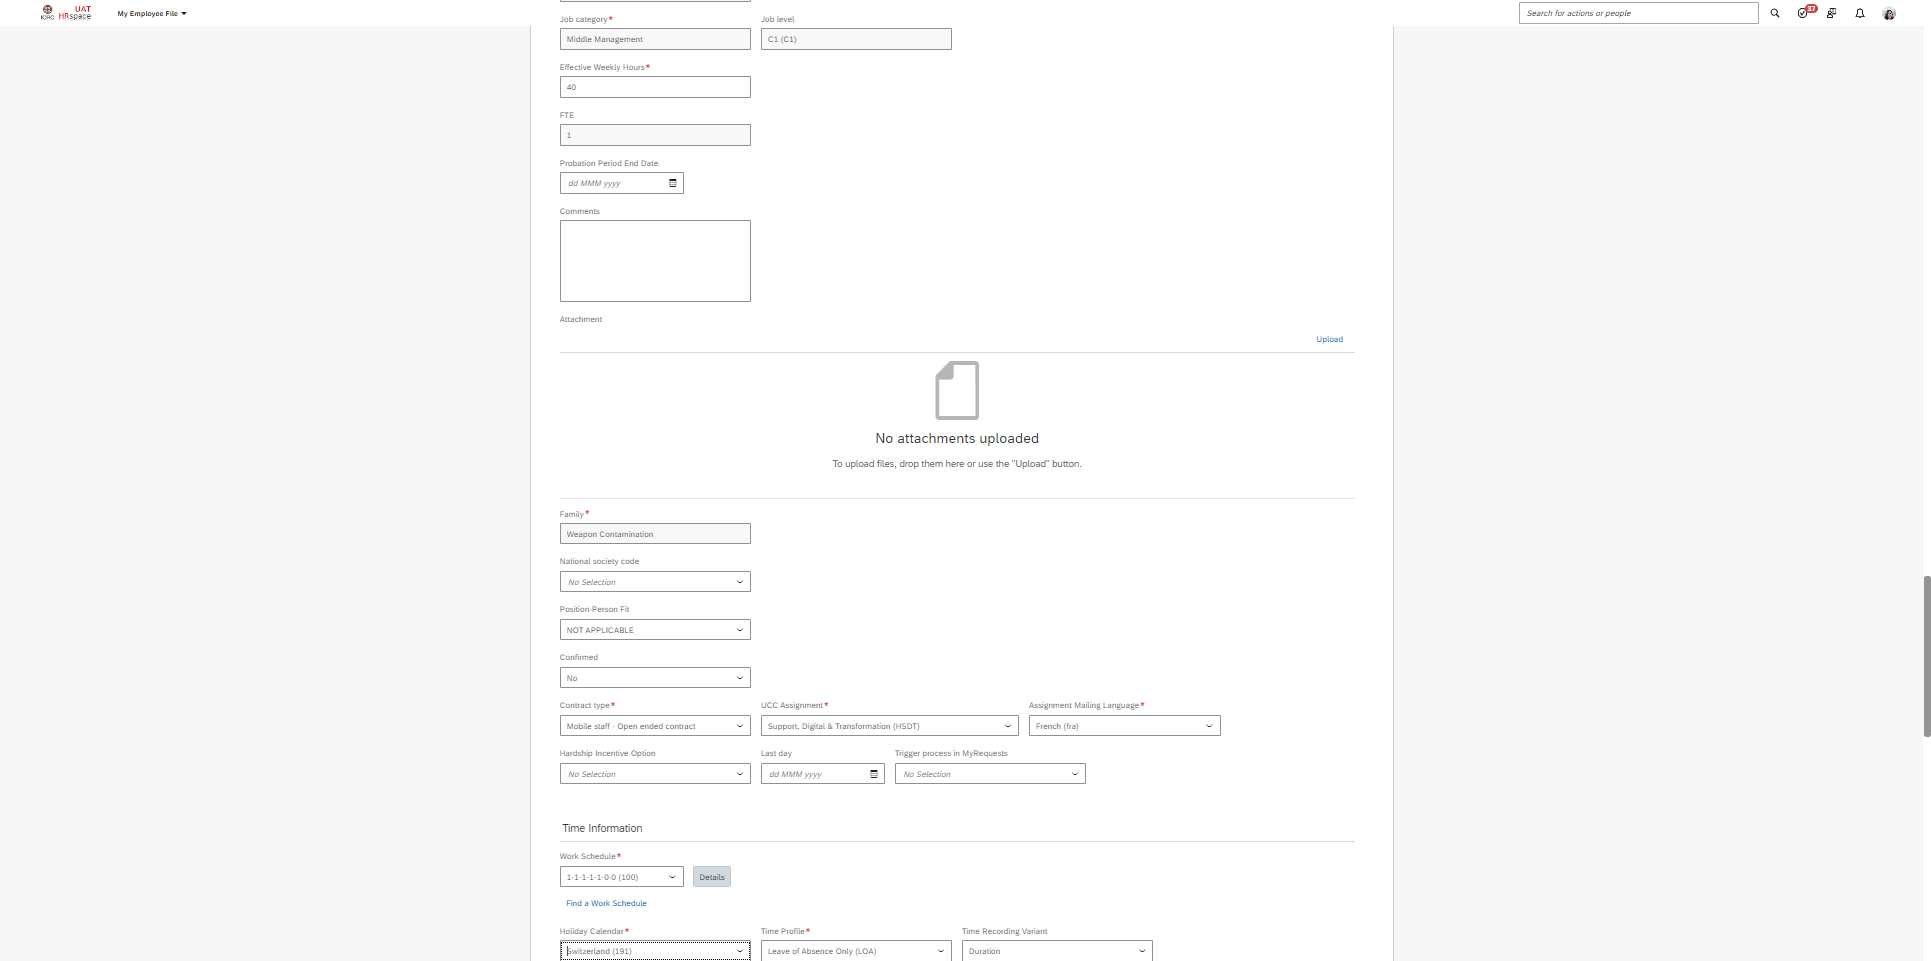 UAT
ICRC HRspace
My Employee File
Search for actions or people
37
Job category*
Job level
Middle Management
C1 (C1)
Effective Weekly Hours*
40
FTE
1
Probation Period End Date
dd MMM yyyy
Comments
Attachment
Upload
No attachments uploaded
To upload files, drop them here or use the "Upload" button.
Family*
Weapon Contamination
National society code
No Selection
Position-Person Fit
NOT APPLICABLE
Confirmed
No
Contract type*
UCC Assignment*
Assignment Mailing Language*
Mobile staff - Open ended contract
Support, Digital & Transformation (HSDT)
French (fra)
Hardship Incentive Option
Last day
Trigger process in MyRequests
No Selection
dd MMM yyyy
No Selection
Time Information
Work Schedule*
1-1-1-1-1-0-0 (100)
Details
Find a Work Schedule
Holiday Calendar*
Time Profile*
Time Recording Variant
Switzerland (191)
Leave of Absence Only (LOA)
Duration